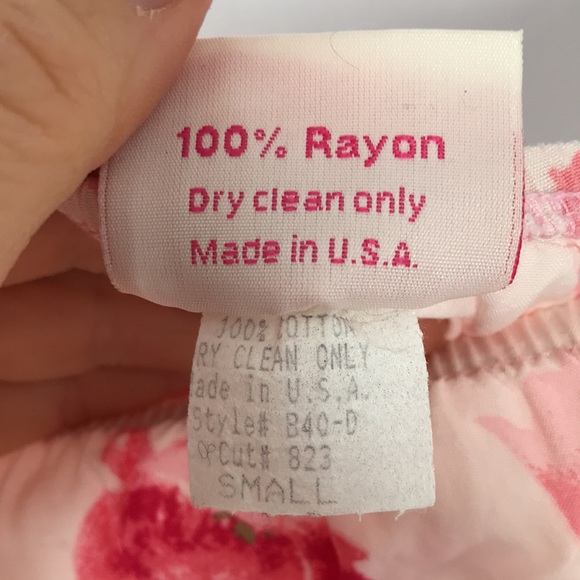 100% Rayon
Dry clean only
Made in U.S.A.
100% COTTON
RY CLEAN ONLY
ade in U.S.A.
Style# B40-D
Cut# 823
SMALL